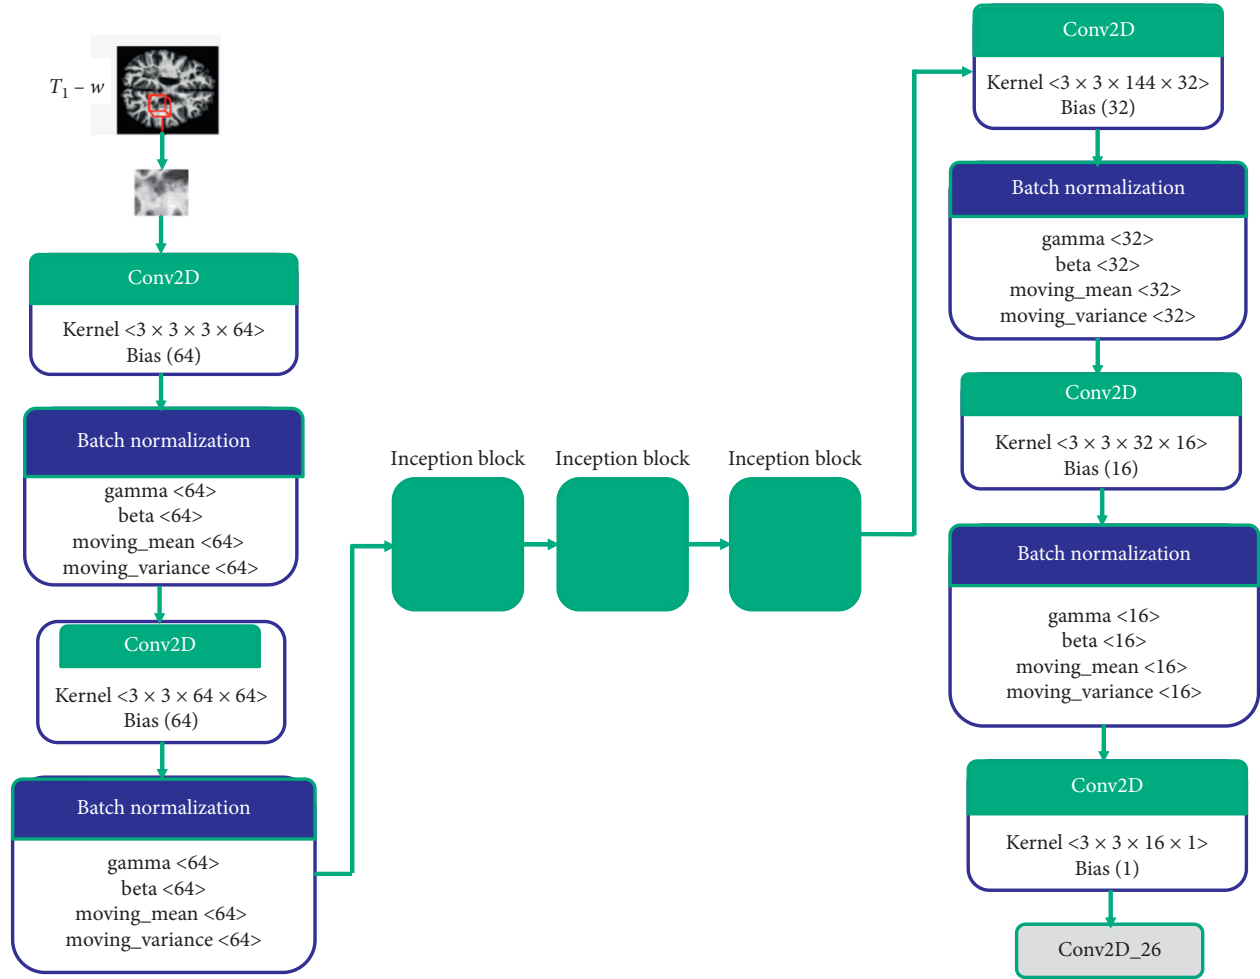 T1 – w
Conv2D
Kernel <3 × 3 × 3 × 64>
Bias (64)
Batch normalization
gamma <64>
beta <64>
moving_mean <64>
moving_variance <64>
Conv2D
Kernel <3 × 3 × 64 × 64>
Bias (64)
Batch normalization
gamma <64>
beta <64>
moving_mean <64>
moving_variance <64>
Inception block
Inception block
Inception block
Conv2D
Kernel <3 × 3 × 144 × 32>
Bias (32)
Batch normalization
gamma <32>
beta <32>
moving_mean <32>
moving_variance <32>
Conv2D
Kernel <3 × 3 × 32 × 16>
Bias (16)
Batch normalization
gamma <16>
beta <16>
moving_mean <16>
moving_variance <16>
Conv2D
Kernel <3 × 3 × 16 × 1>
Bias (1)
Conv2D_26